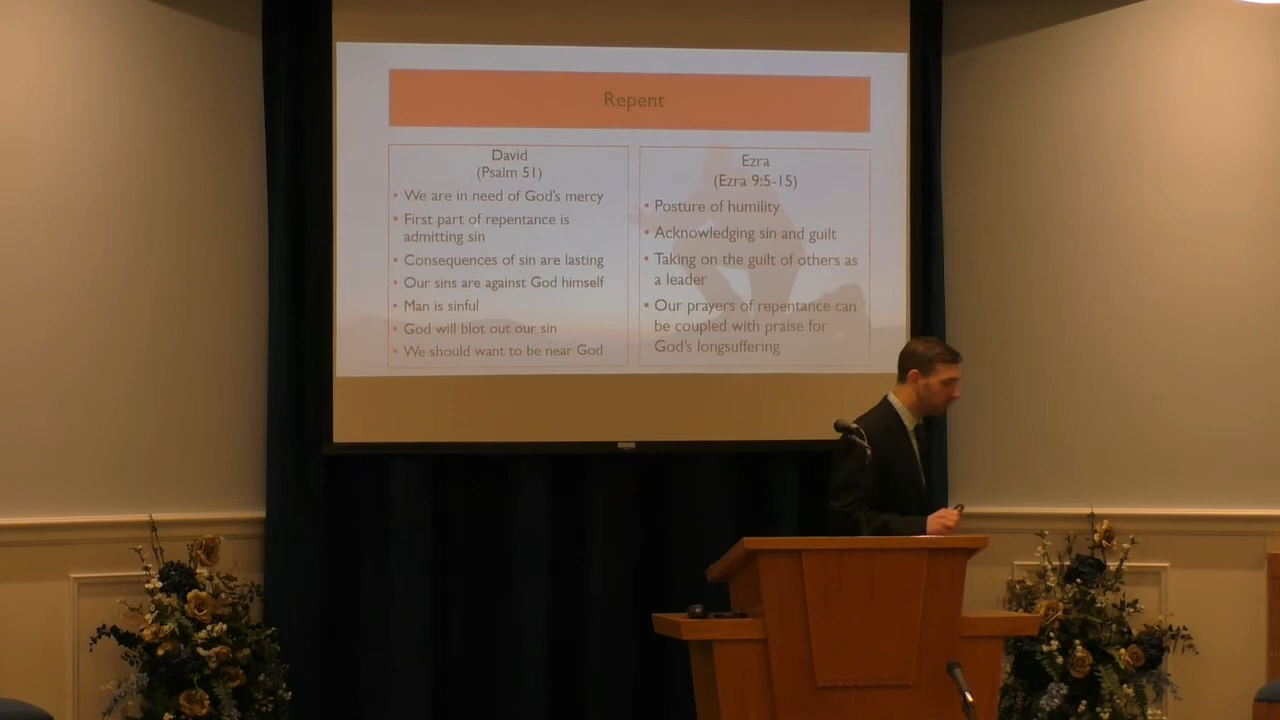 Repent
David
(Psalm 51)
• We are in need of God's mercy
• First part of repentance is
admitting sin
• Consequences of sin are lasting
• Our sins are against God himself
• Man is sinful
• God will blot out our sin
• We should want to be near God
Ezra
(Ezra 9:5-15)
• Posture of humility
• Acknowledging sin and guilt
• Taking on the guilt of others as
a leader
• Our prayers of repentance can
be coupled with praise for
God's longsuffering